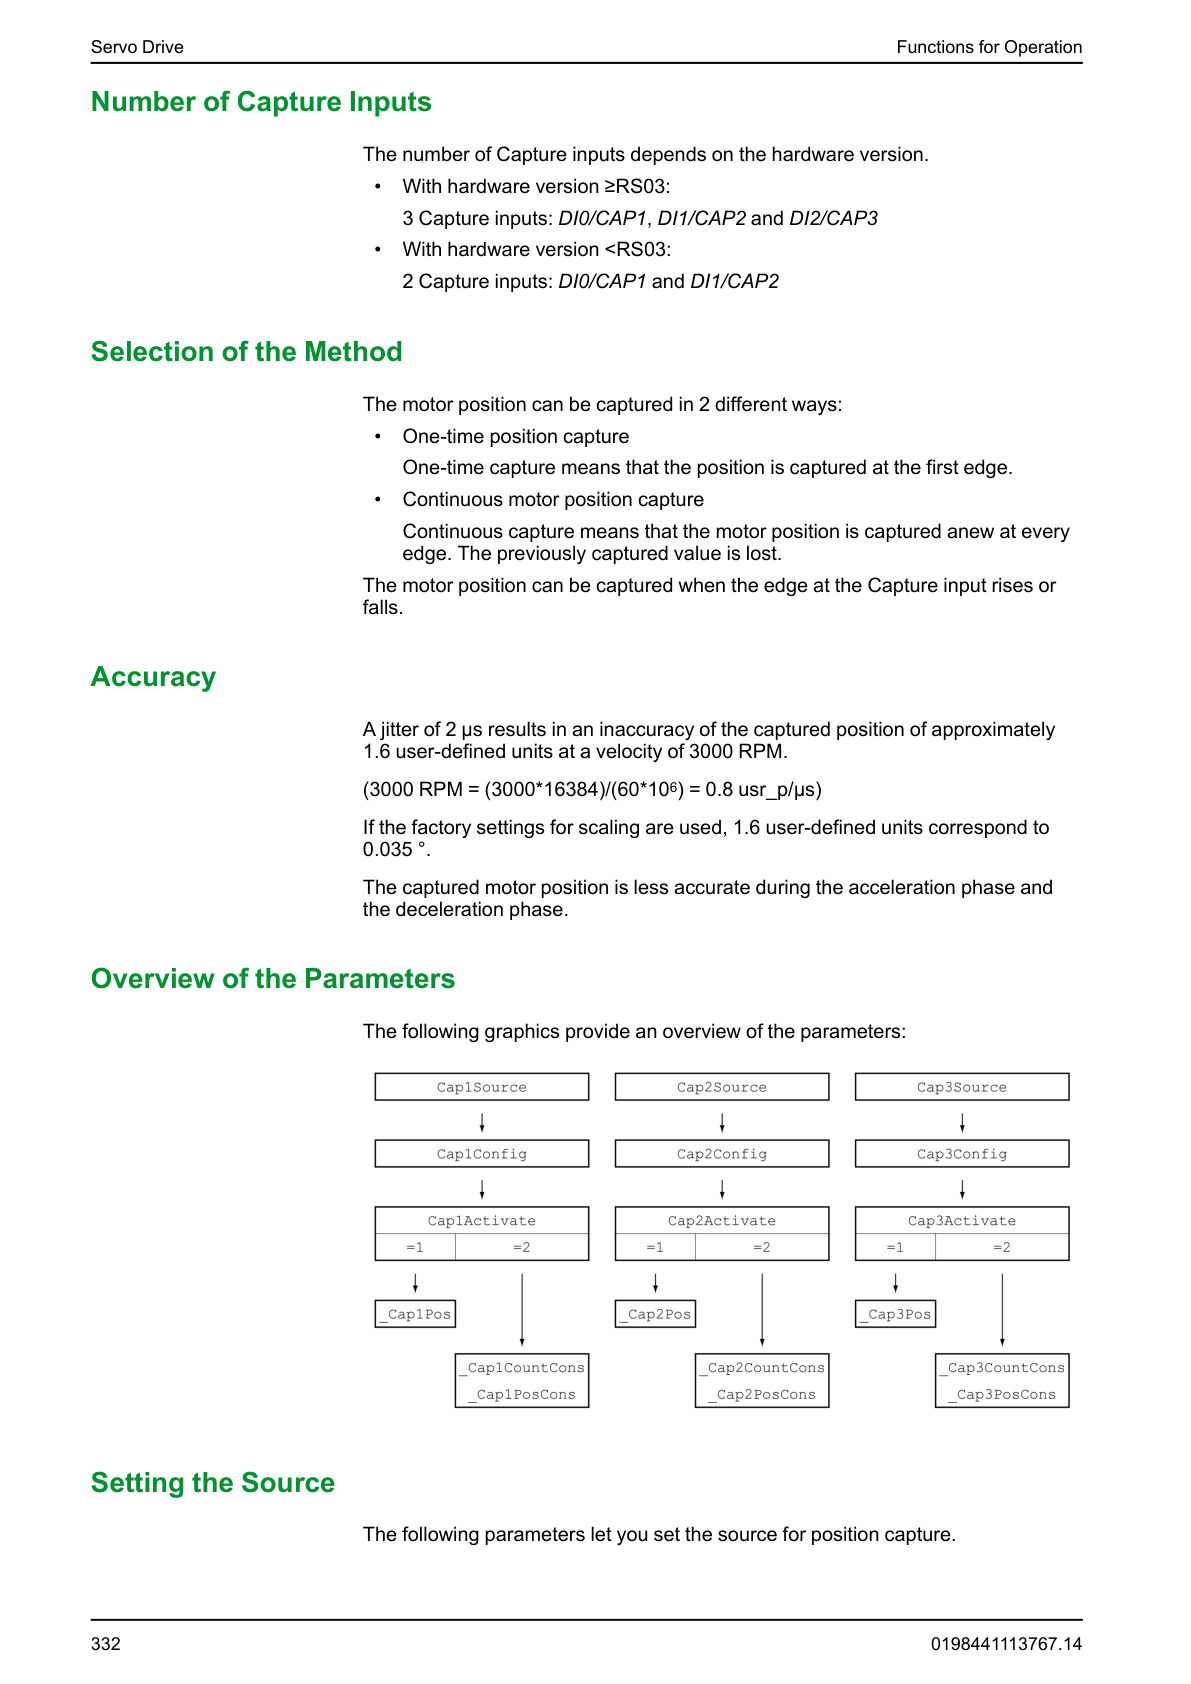 Servo Drive
Functions for Operation
Number of Capture Inputs
The number of Capture inputs depends on the hardware version.
• With hardware version ≥RS03:
3 Capture inputs: DI0/CAP1, DI1/CAP2 and DI2/CAP3
• With hardware version <RS03:
2 Capture inputs: DI0/CAP1 and DI1/CAP2
Selection of the Method
The motor position can be captured in 2 different ways:
• One-time position capture
One-time capture means that the position is captured at the first edge.
• Continuous motor position capture
Continuous capture means that the motor position is captured anew at every
edge. The previously captured value is lost.
The motor position can be captured when the edge at the Capture input rises or
falls.
Accuracy
A jitter of 2 µs results in an inaccuracy of the captured position of approximately
1.6 user-defined units at a velocity of 3000 RPM.
(3000 RPM = (3000*16384)/(60*10⁶) = 0.8 usr_p/µs)
If the factory settings for scaling are used, 1.6 user-defined units correspond to
0.035 °.
The captured motor position is less accurate during the acceleration phase and
the deceleration phase.
Overview of the Parameters
The following graphics provide an overview of the parameters:
Cap1Source Cap2Source Cap3Source
Cap1Config Cap2Config Cap3Config
Cap1Activate Cap2Activate Cap3Activate
=1 =2 =1 =2 =1 =2
_Cap1Pos _Cap2Pos _Cap3Pos
_Cap1CountCons _Cap2CountCons _Cap3CountCons
_Cap1PosCons _Cap2PosCons _Cap3PosCons
Setting the Source
The following parameters let you set the source for position capture.
332
0198441113767.14